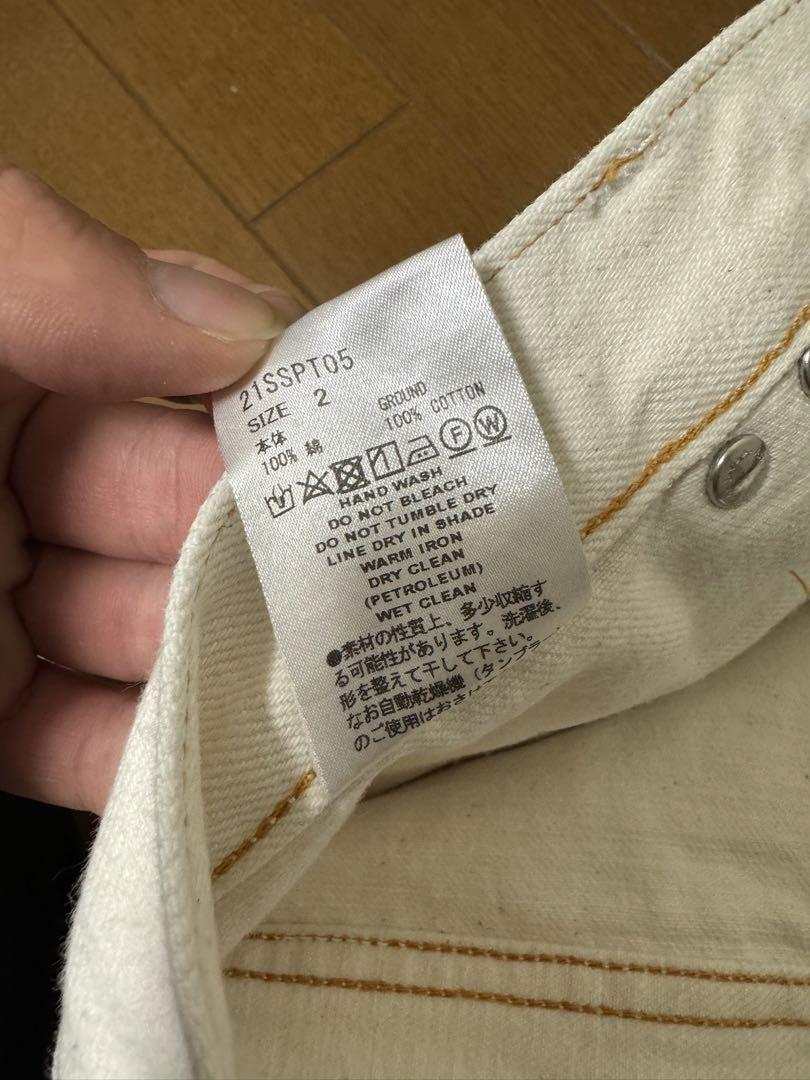 21SSPT05
SIZE 2
本体 GROUND
100% 綿 100% COTTON
HAND WASH
DO NOT BLEACH
DO NOT TUMBLE DRY
LINE DRY IN SHADE
WARM IRON
DRY CLEAN
(PETROLEUM)
WET CLEAN
●素材の性質上、多少収縮す
る可能性があります。洗濯後、
形を整えて干して下さい。
なお自動乾燥機(タンブラー
のご使用はおさけ